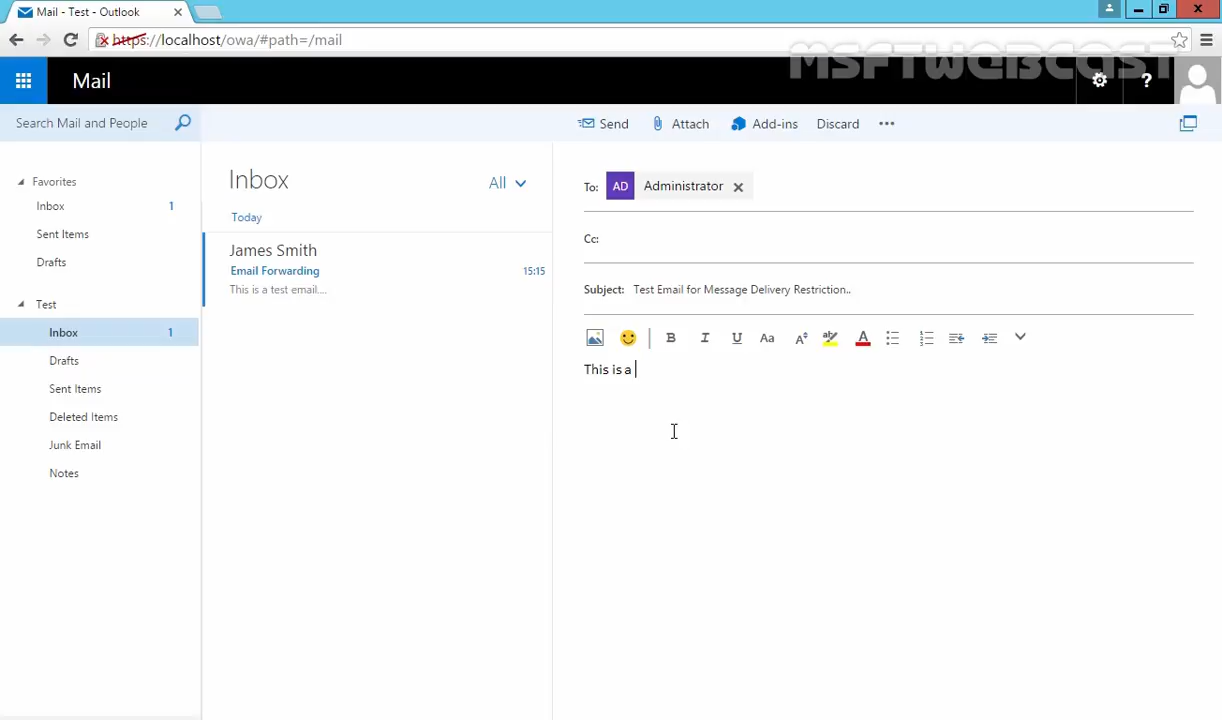 Mail - Test - Outlook
https://localhost/owa/#path=/mail
MSFTWEBCAST
Mail
?
Search Mail and People
Send
Attach
Add-ins
Discard
Favorites
Inbox 1
Sent Items
Drafts
Test
Inbox 1
Drafts
Sent Items
Deleted Items
Junk Email
Notes
Inbox
All
Today
James Smith
Email Forwarding 15:15
This is a test email....
To: AD Administrator
Cc:
Subject: Test Email for Message Delivery Restriction..
B I U Aa A ab A
This is a